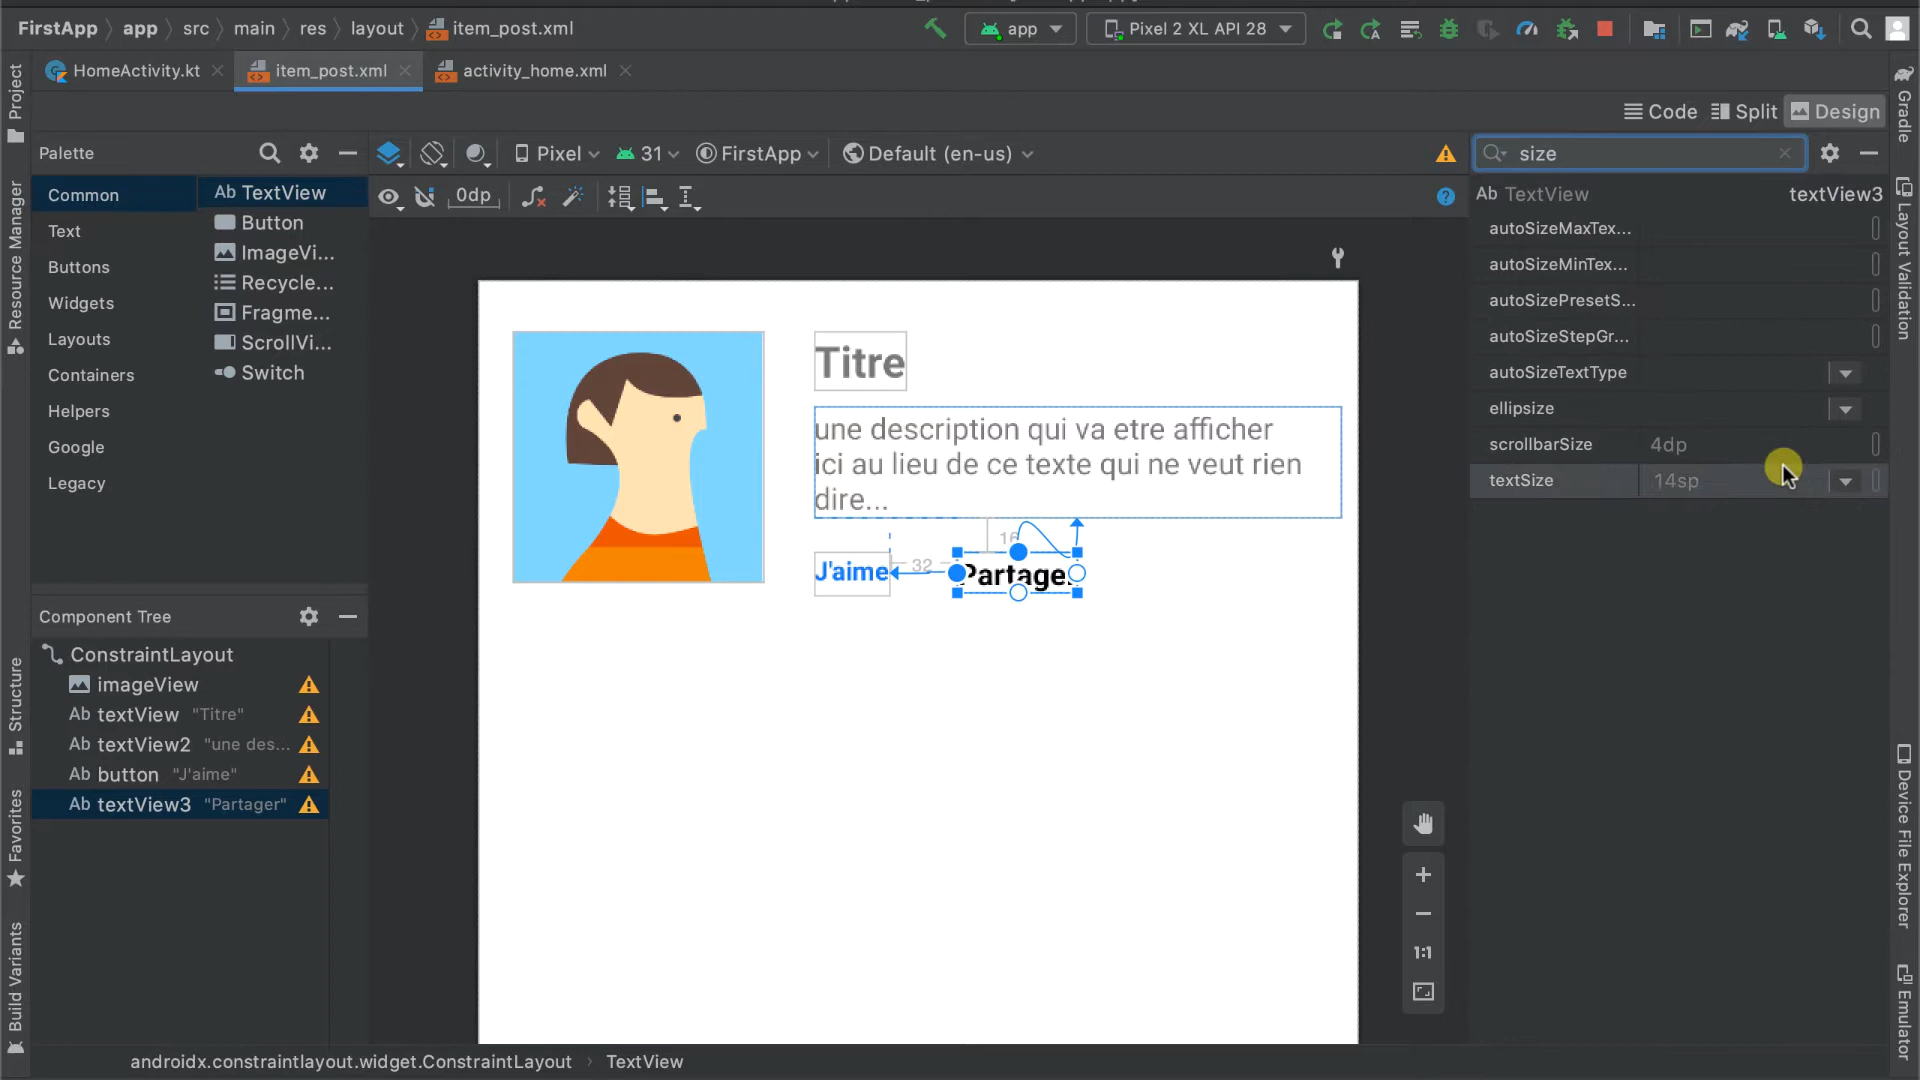 FirstApp app src main res layout item_post.xml
app
Pixel 2 XL API 28
HomeActivity.kt
item_post.xml
activity_home.xml
Code Split Design
Project
Resource Manager
Structure
Favorites
Build Variants
Palette
Common
Text
Buttons
Widgets
Layouts
Containers
Helpers
Google
Legacy
Ab TextView
Button
ImageVi...
Recycle...
Fragme...
ScrollVi...
Switch
Pixel 31 FirstApp Default (en-us)
0dp
Titre
une description qui va etre afficher
ici au lieu de ce texte qui ne veut rien
dire...
16
J'aime
32
Partager
1:1
Component Tree
ConstraintLayout
imageView
Ab textView "Titre"
Ab textView2 "une des...
Ab button "J'aime"
Ab textView3 "Partager"
size
Ab TextView textView3
autoSizeMaxTex...
autoSizeMinTex...
autoSizePresetS...
autoSizeStepGr...
autoSizeTextType
ellipsize
scrollbarSize 4dp
textSize 14sp
Gradle
Layout Validation
Device File Explorer
Emulator
androidx.constraintlayout.widget.ConstraintLayout TextView